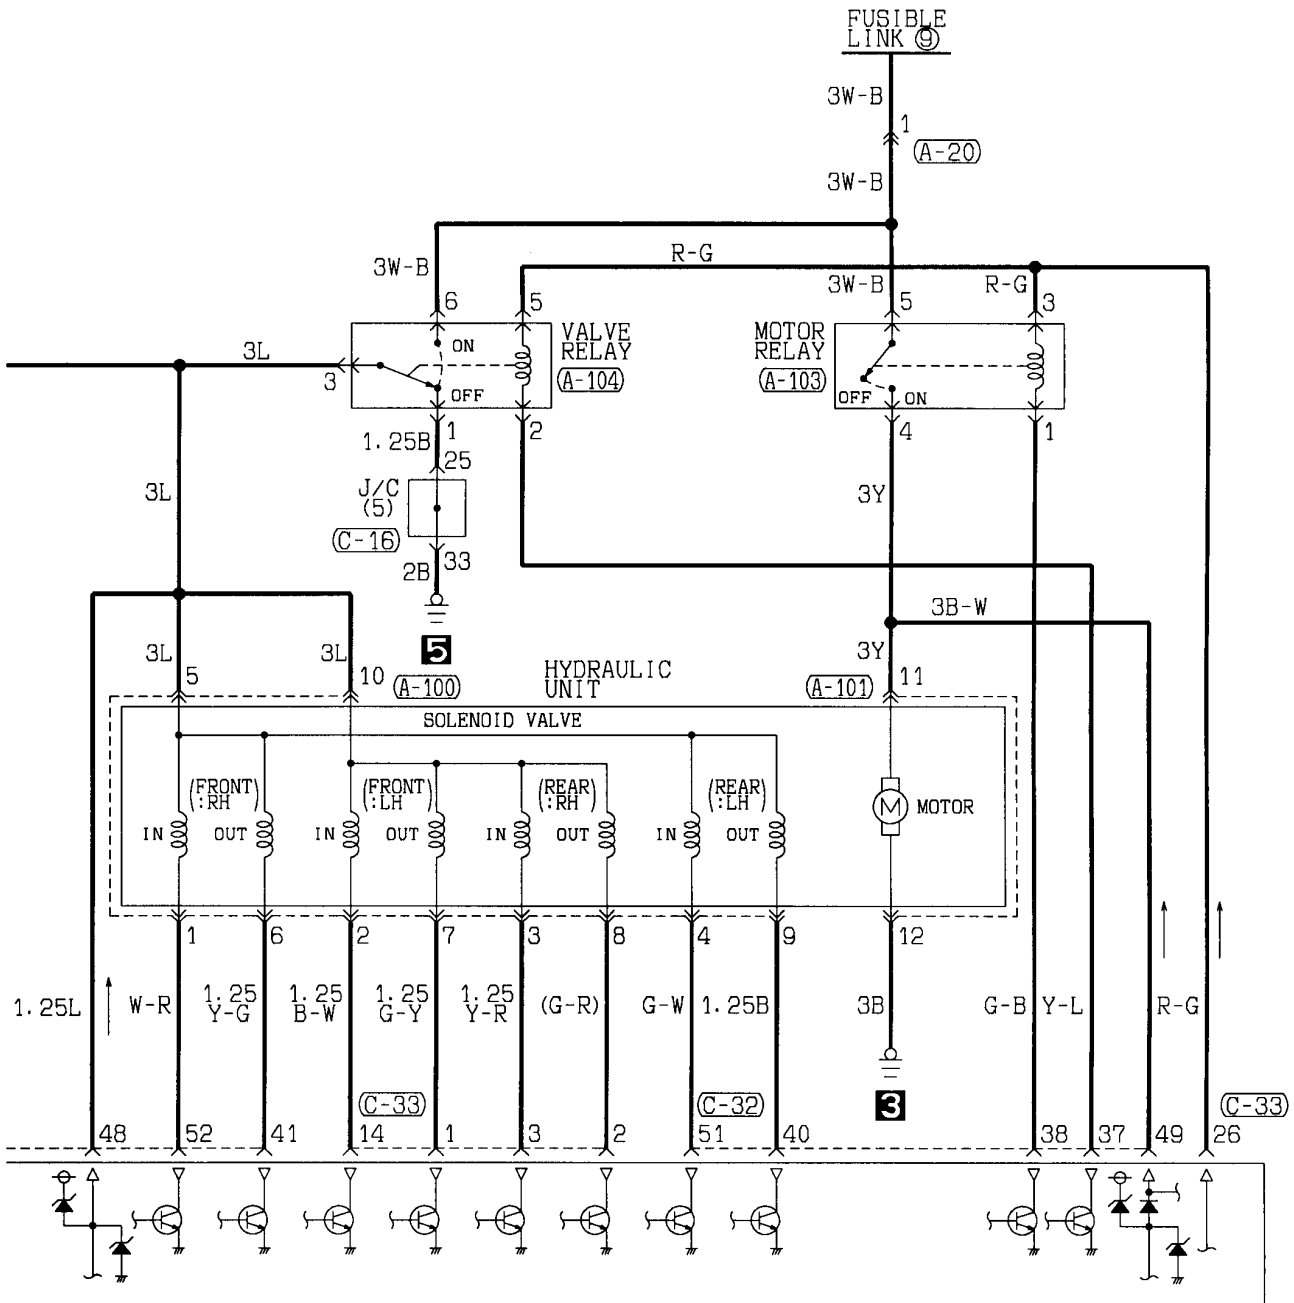 FUSIBLE
LINK ⑨
3W-B
1
A-20
3W-B
R-G
3W-B
3W-B
R-G
6
5
5
3
ON
VALVE
RELAY
MOTOR
RELAY
3L
3
A-104
A-103
OFF
OFF
ON
1
2
4
1
1.25B
25
3L
J/C
(5)
3Y
C-16
33
2B
3B-W
5
3L
3L
3Y
5
10
A-100
HYDRAULIC
UNIT
A-101
11
SOLENOID VALVE
(FRONT
:RH)
(FRONT
:LH)
(REAR
:RH)
(REAR
:LH)
M
MOTOR
IN
OUT
IN
OUT
IN
OUT
IN
OUT
1
6
2
7
3
8
4
9
12
1.25L
W-R
1.25
Y-G
1.25
B-W
1.25
G-Y
1.25
Y-R
(G-R)
G-W
1.25B
3B
G-B
Y-L
R-G
3
C-33
C-32
C-33
48
52
41
14
1
3
2
51
40
38
37
49
26